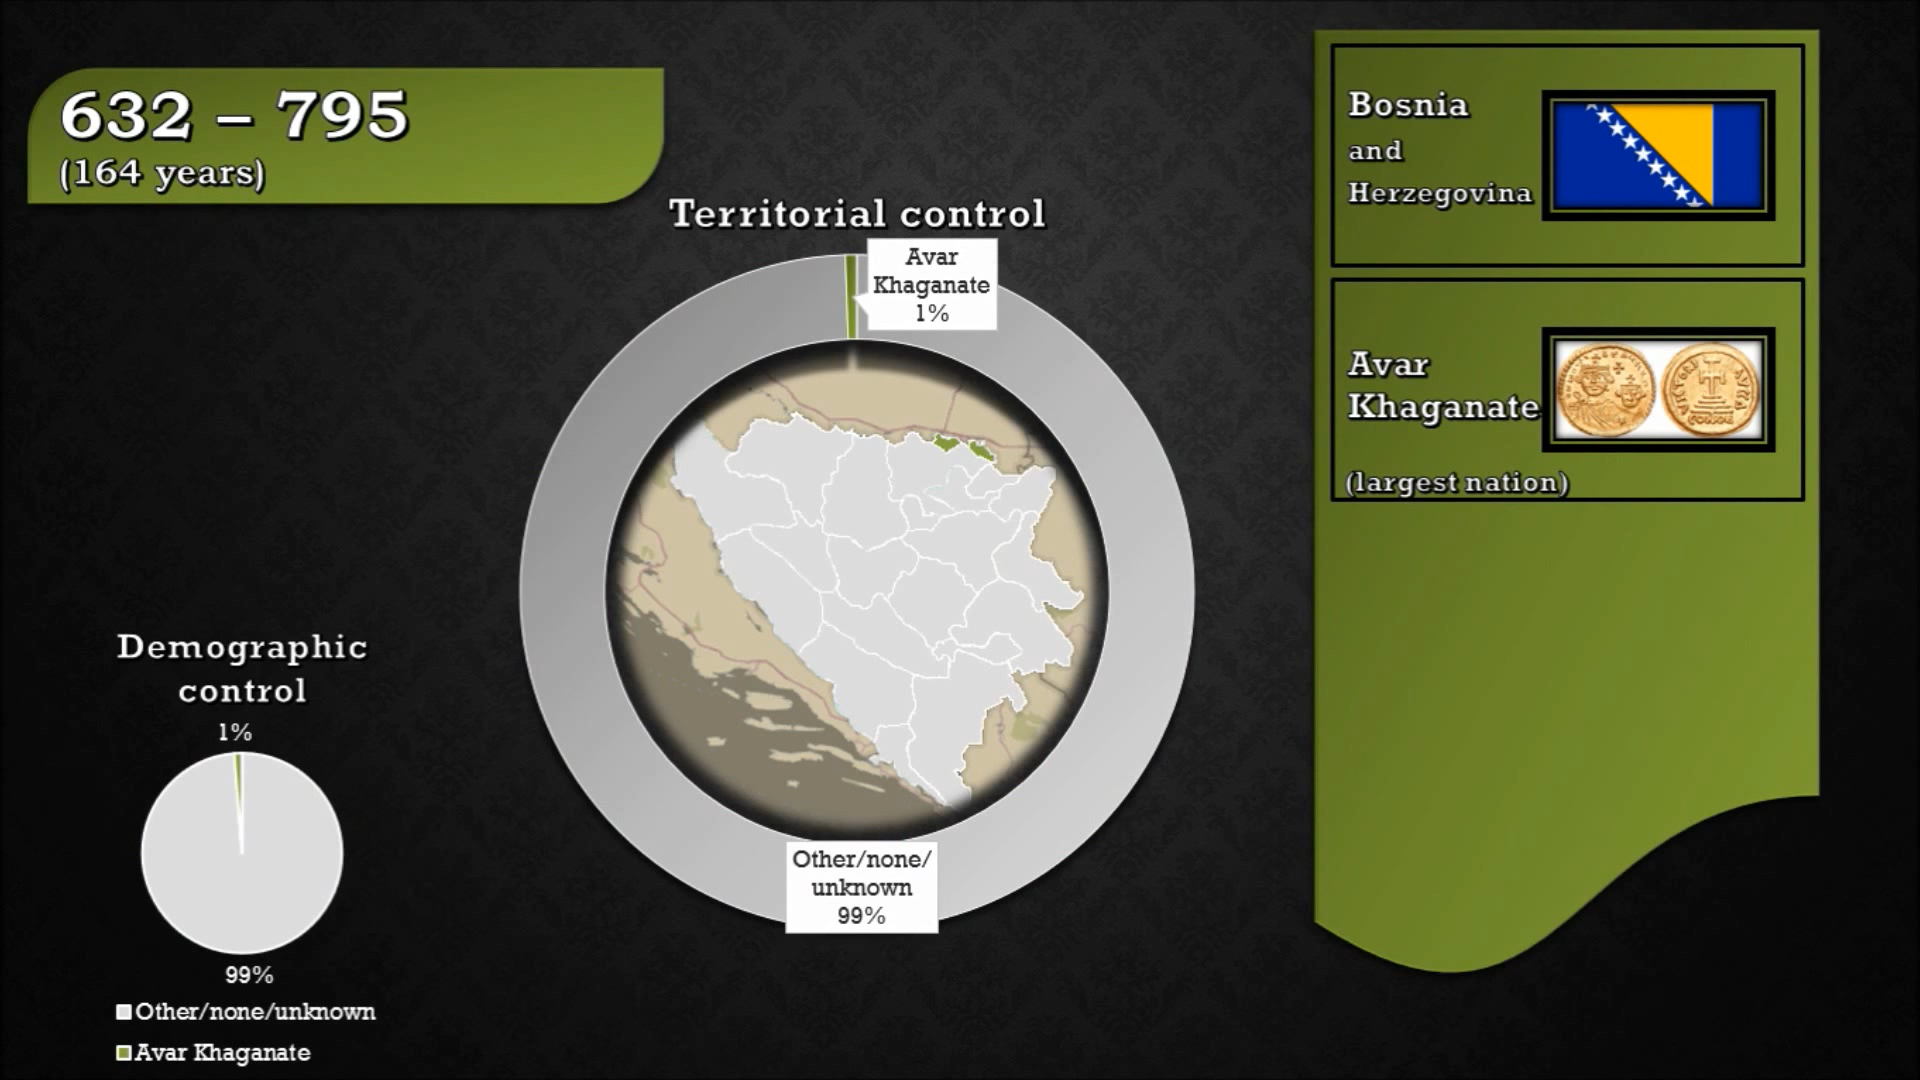 632 – 795
(164 years)
Territorial control
Avar
Khaganate
1%
Other/none/
unknown
99%
Demographic
control
1%
99%
Other/none/unknown
Avar Khaganate
Bosnia
and
Herzegovina
Avar
Khaganate
(largest nation)